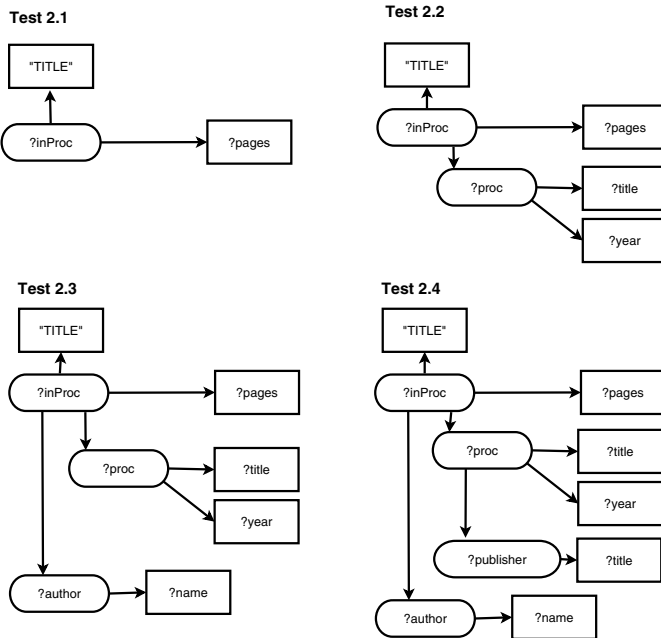 Test 2.1
"TITLE"
?inProc
?pages
Test 2.2
"TITLE"
?inProc
?pages
?proc
?title
?year
Test 2.3
"TITLE"
?inProc
?pages
?proc
?title
?year
?author
?name
Test 2.4
"TITLE"
?inProc
?pages
?proc
?title
?year
?publisher
?title
?author
?name